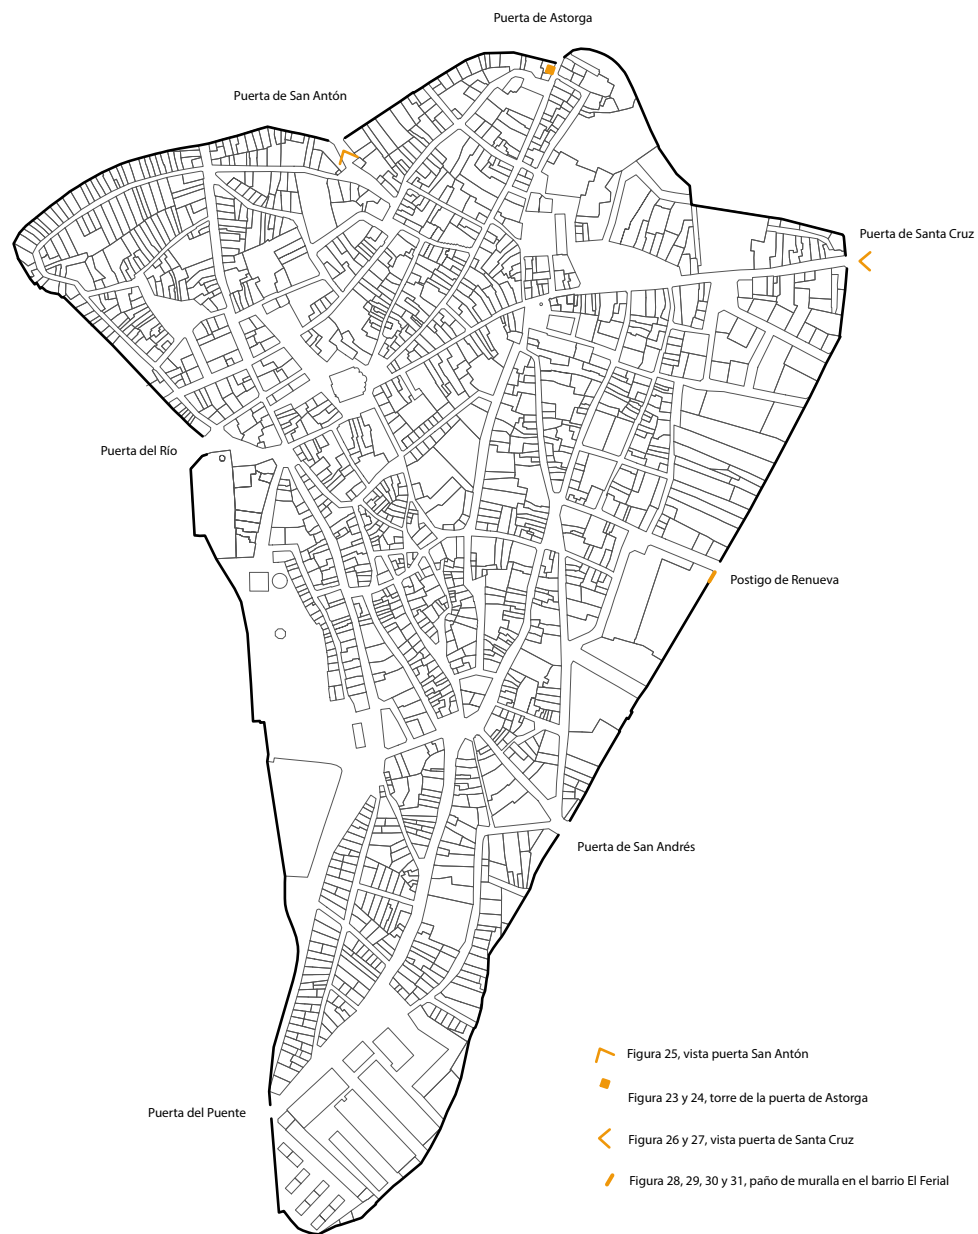 Puerta de Astorga
Puerta de San Antón
Puerta de Santa Cruz
Puerta del Río
Postigo de Renueva
Puerta de San Andrés
Puerta del Puente
Figura 25, vista puerta San Antón
Figura 23 y 24, torre de la puerta de Astorga
Figura 26 y 27, vista puerta de Santa Cruz
Figura 28, 29, 30 y 31, paño de muralla en el barrio El Ferial